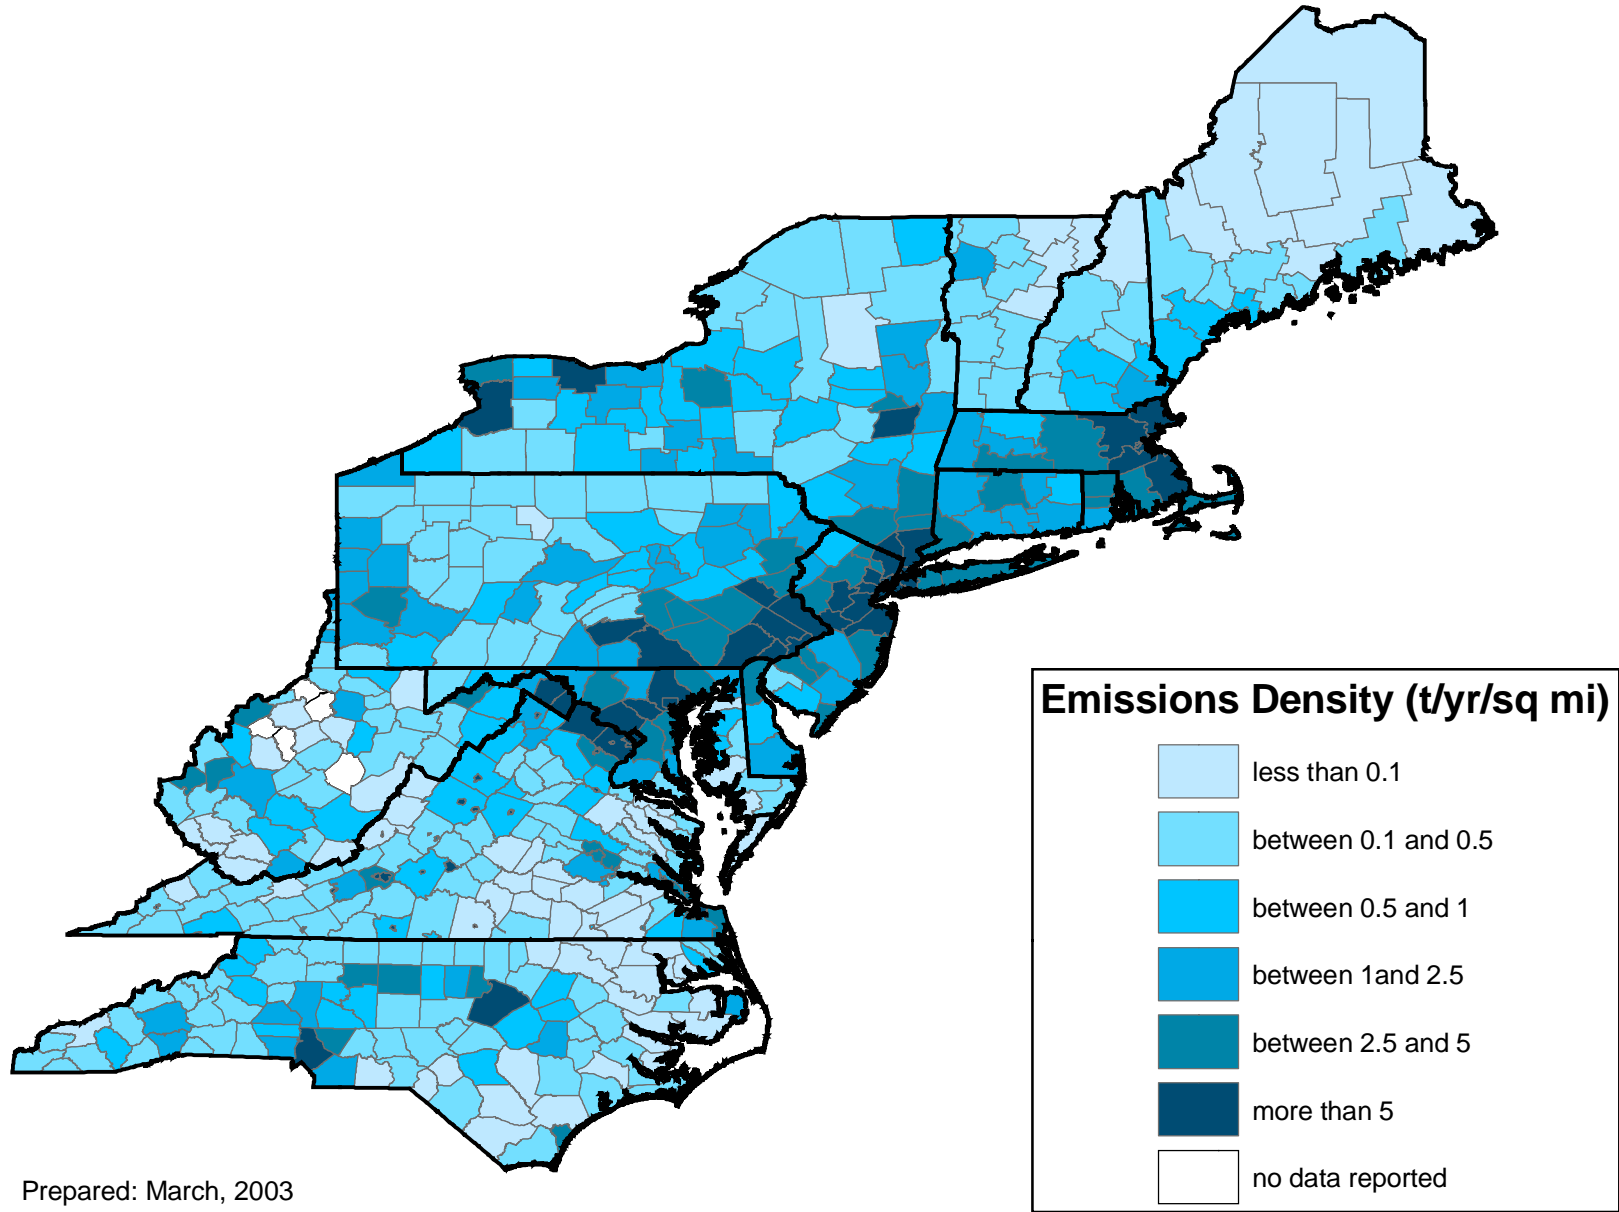 Emissions Density (t/yr/sq mi)
less than 0.1
between 0.1 and 0.5
between 0.5 and 1
between 1and 2.5
between 2.5 and 5
more than 5
no data reported
Prepared: March, 2003